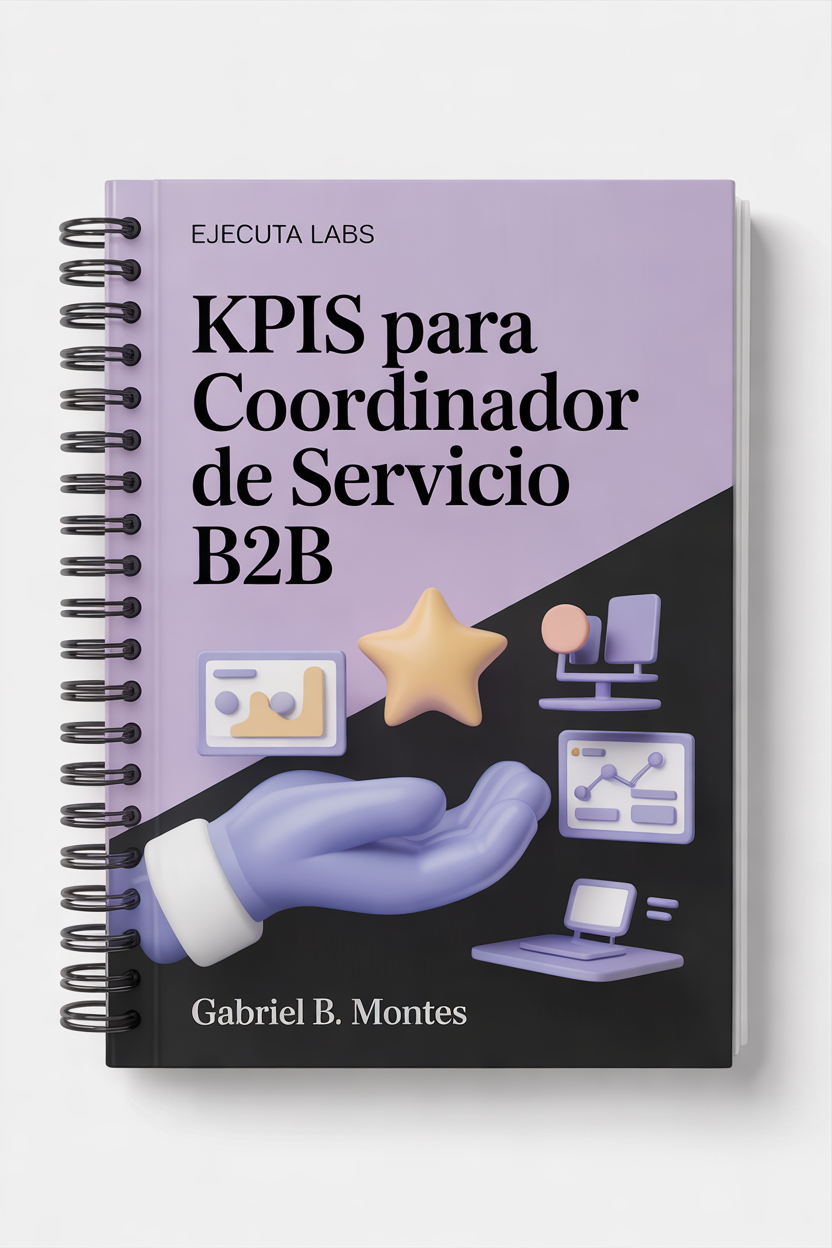 EJECUTA LABS
KPIS para
Coordinador
de Servicio
B2B
Gabriel B. Montes